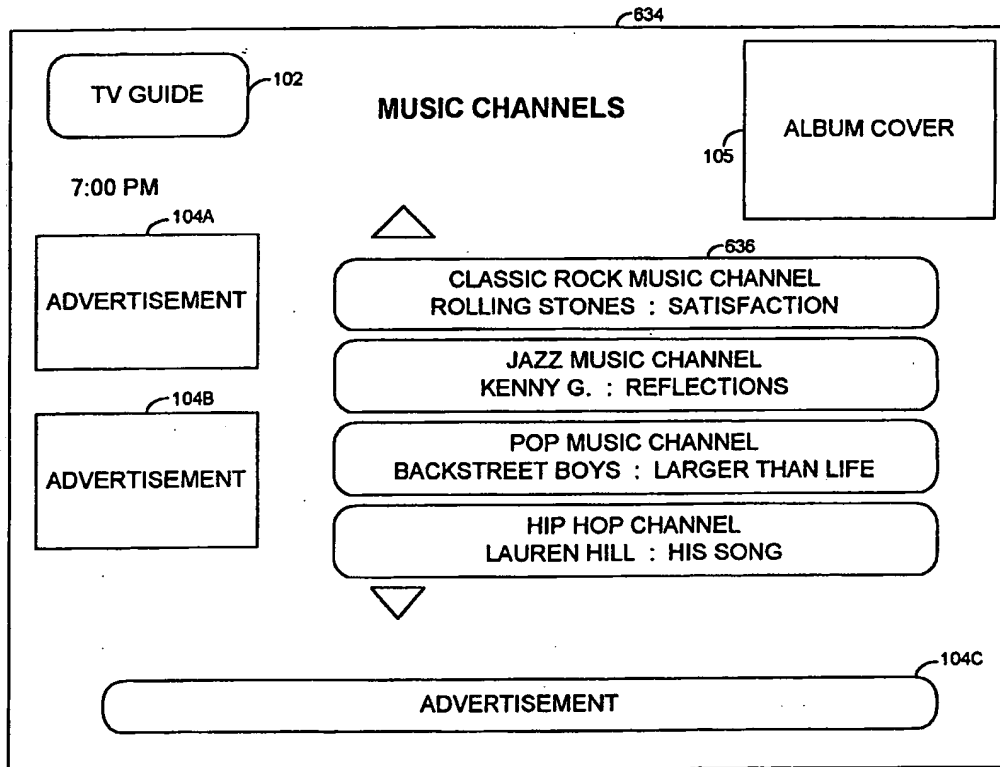 634
TV GUIDE
102
MUSIC CHANNELS
ALBUM COVER
105
7:00 PM
104A
ADVERTISEMENT
636
CLASSIC ROCK MUSIC CHANNEL
ROLLING STONES : SATISFACTION
JAZZ MUSIC CHANNEL
KENNY G. : REFLECTIONS
104B
ADVERTISEMENT
POP MUSIC CHANNEL
BACKSTREET BOYS : LARGER THAN LIFE
HIP HOP CHANNEL
LAUREN HILL : HIS SONG
104C
ADVERTISEMENT